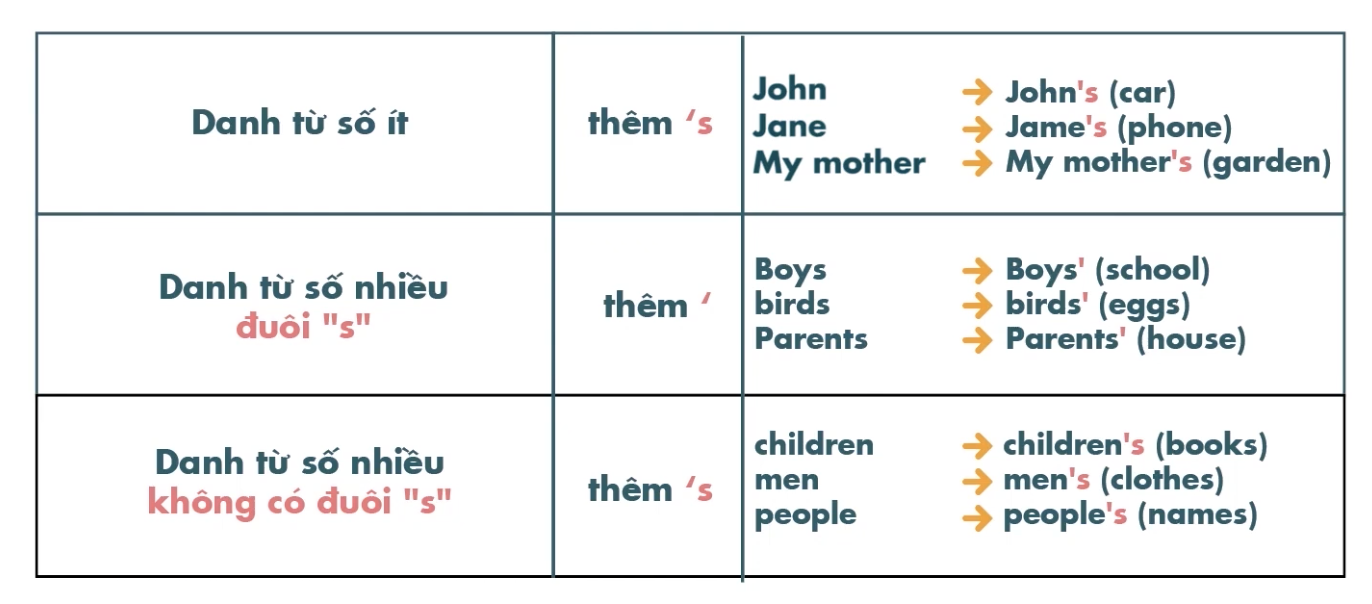 Danh từ số ít
thêm ‘s
John → John's (car)
Jane → Jame's (phone)
My mother → My mother's (garden)
Danh từ số nhiều
đuôi "s"
thêm ‘
Boys → Boys' (school)
birds → birds' (eggs)
Parents → Parents' (house)
Danh từ số nhiều
không có đuôi "s"
thêm ‘s
children → children's (books)
men → men's (clothes)
people → people's (names)